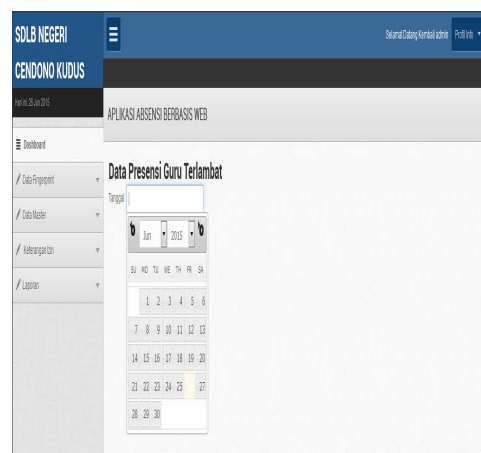 SDLB NEGERI
CENDONO KUDUS
Selamat Datang Kembali admin Profil Info
Hari ini: 26 Jun 2015
APLIKASI ABSENSI BERBASIS WEB
Dashboard
Data Fingerprint
Data Master
Keterangan Izin
Laporan
Data Presensi Guru Terlambat
Tanggal
Jun 2015
SU MO TU WE TH FR SA
1 2 3 4 5 6
7 8 9 10 11 12 13
14 15 16 17 18 19 20
21 22 23 24 25 27
28 29 30